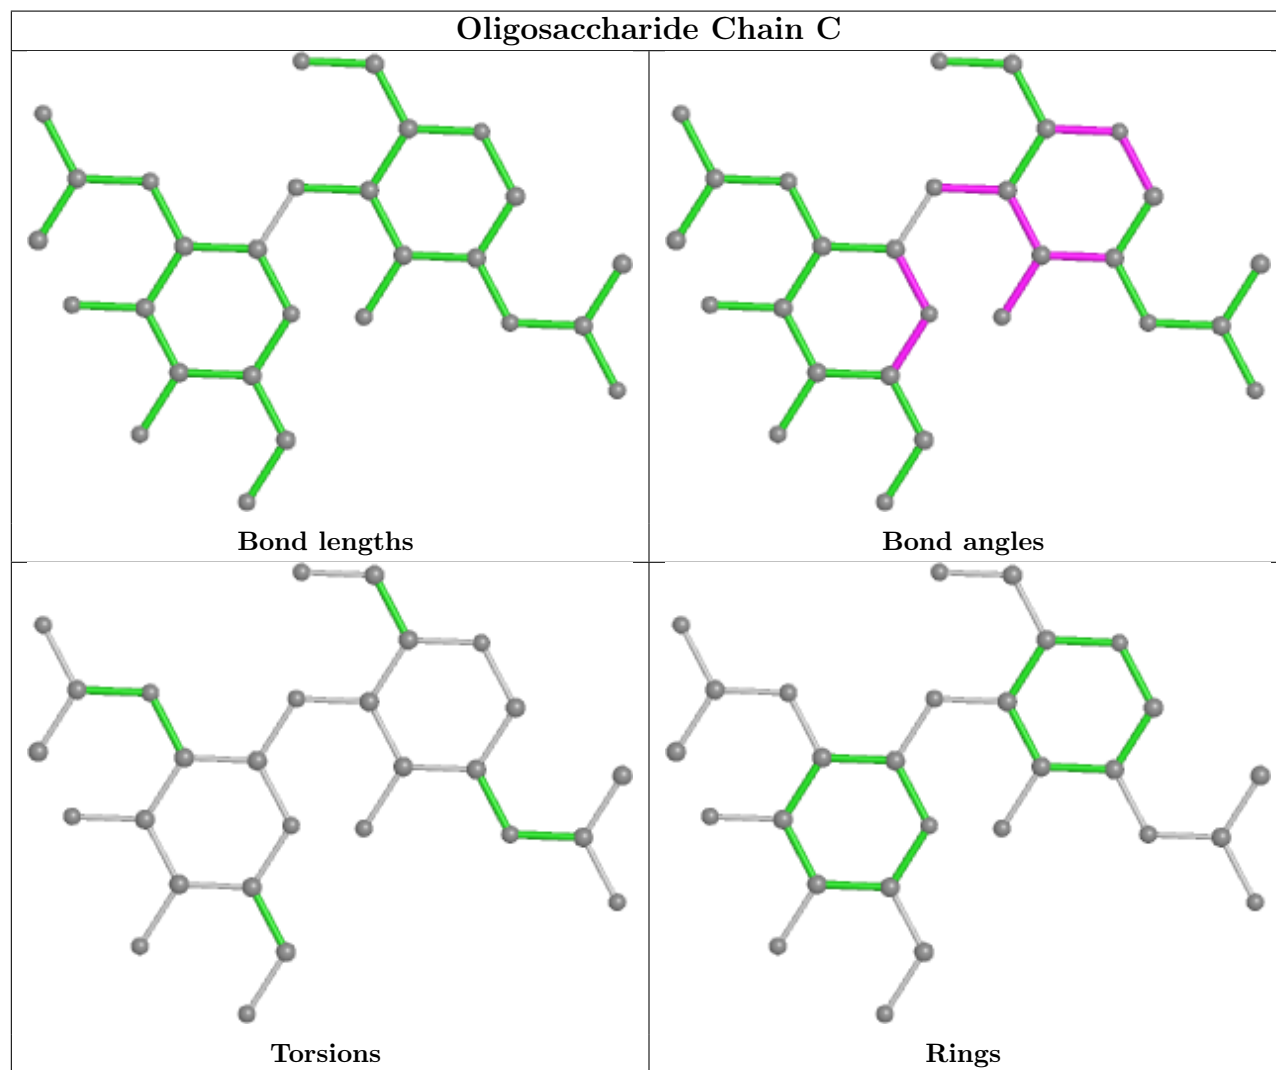 Oligosaccharide Chain C
Bond lengths
Bond angles
Torsions
Rings